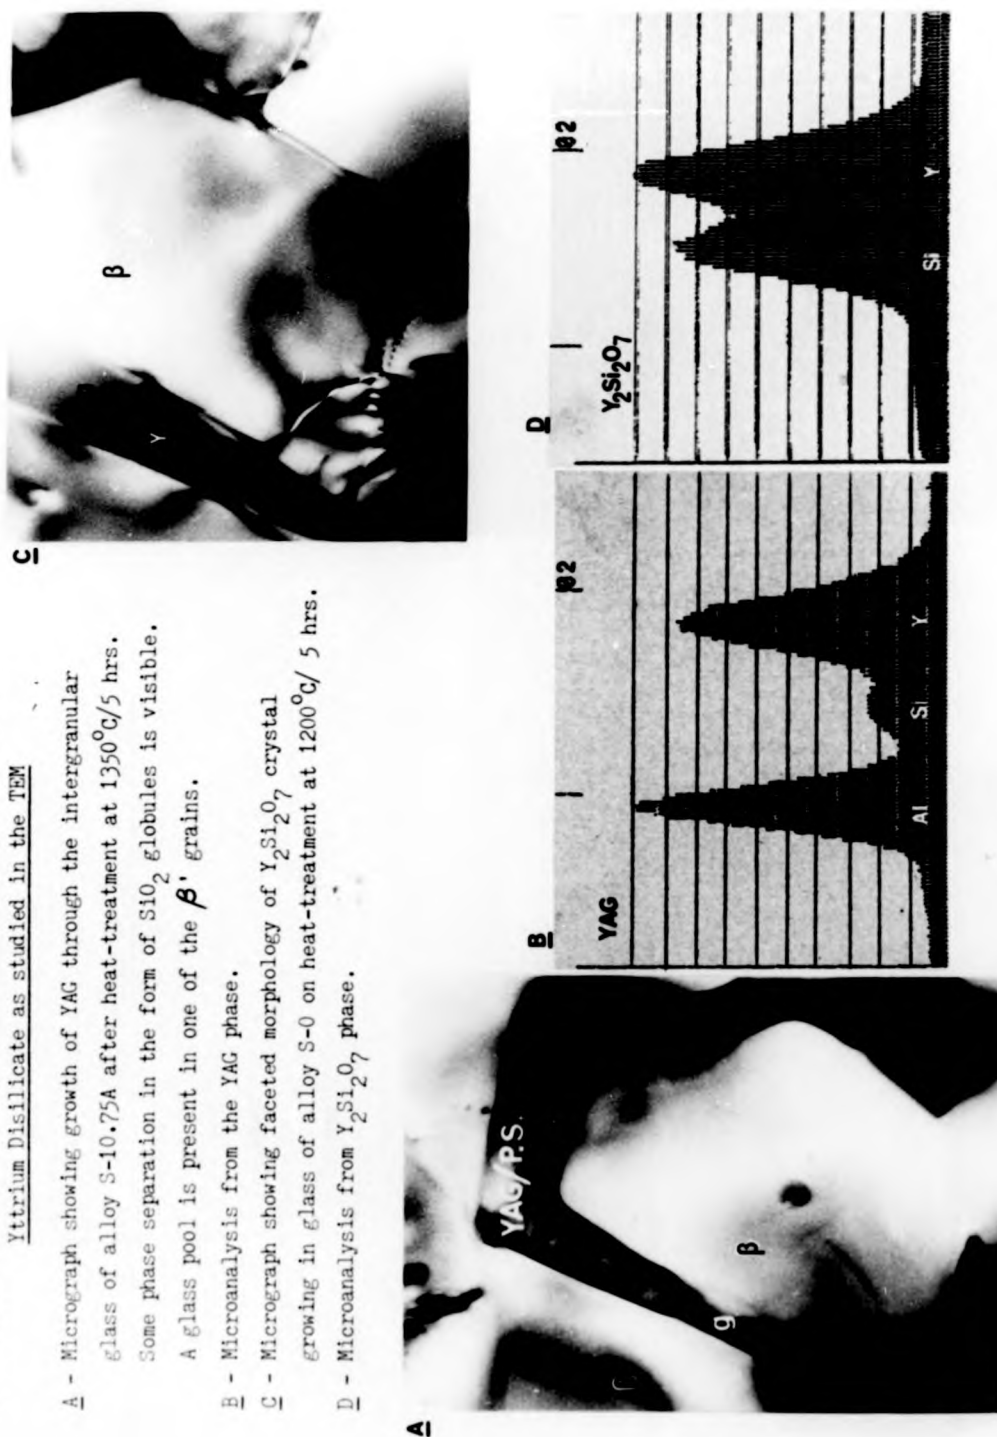 Yttrium Disilicate as studied in the TEM
A - Micrograph showing growth of YAG through the intergranular
glass of alloy S-10.75A after heat-treatment at 1350°C/5 hrs.
Some phase separation in the form of SiO2 globules is visible.
A glass pool is present in one of the β' grains.
B - Microanalysis from the YAG phase.
C - Micrograph showing faceted morphology of Y2Si2O7 crystal
growing in glass of alloy S-O on heat-treatment at 1200°C/ 5 hrs.
D - Microanalysis from Y2Si2O7 phase.
A
YAG/P.S.
β
g
B
YAG
02
Al
Si
Y
C
β
Y
D
Y2Si2O7
02
Si
Y